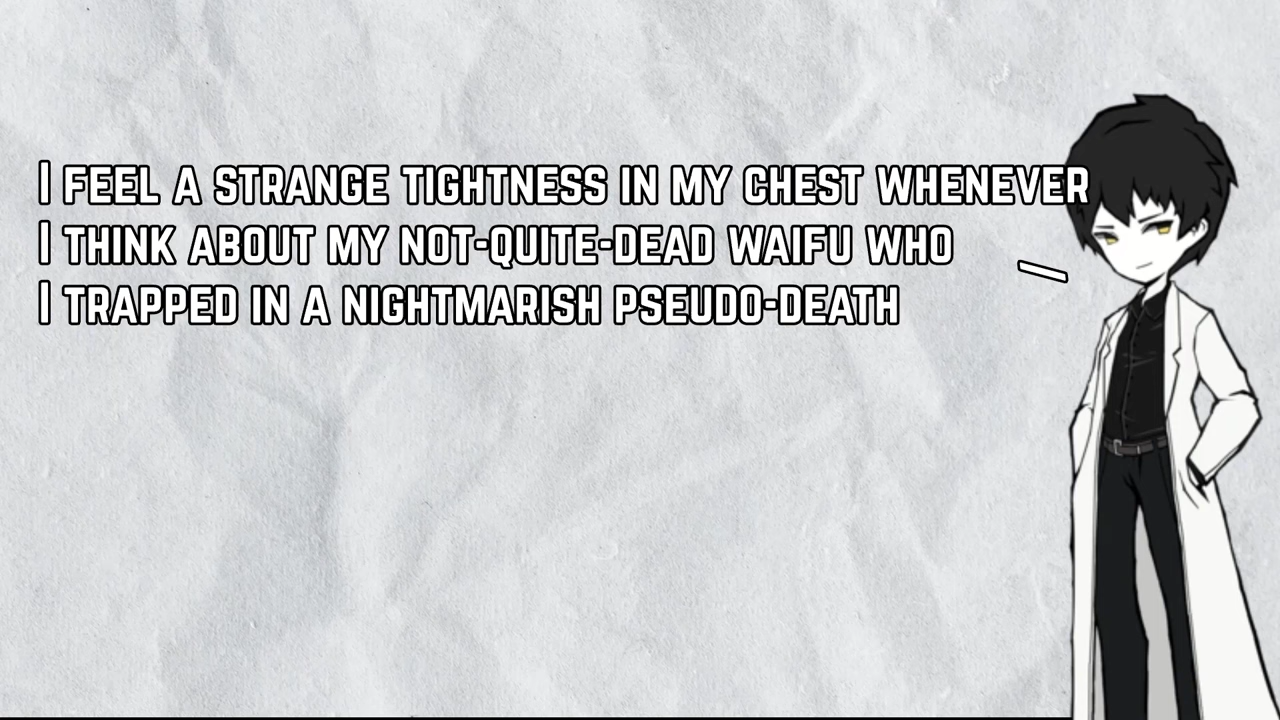 I FEEL A STRANGE TIGHTNESS IN MY CHEST WHENEVER
I THINK ABOUT MY NOT-QUITE-DEAD WAIFU WHO
I TRAPPED IN A NIGHTMARISH PSEUDO-DEATH